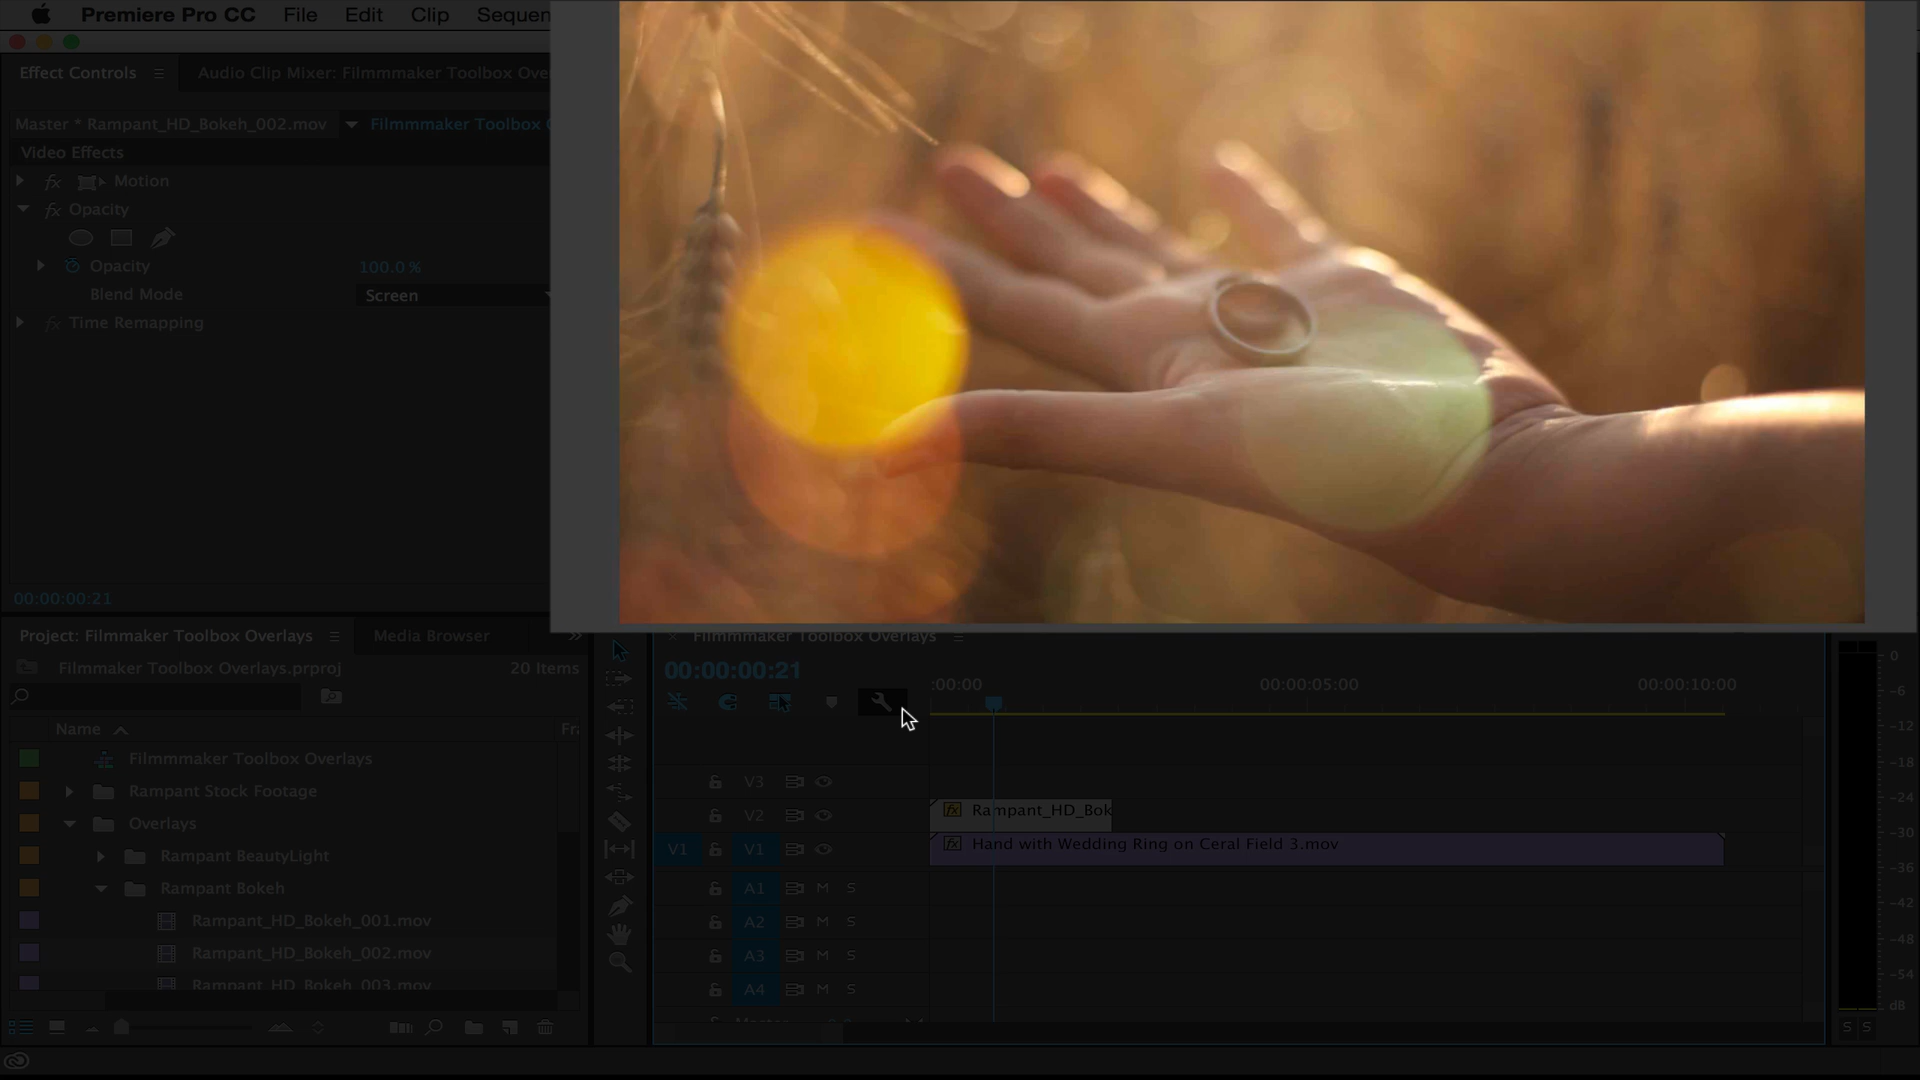 Premiere Pro CC File Edit Clip Sequen
Effect Controls Audio Clip Mixer: Filmmmaker Toolbox Ove
Master * Rampant_HD_Bokeh_002.mov Filmmmaker Toolbox
Video Effects
fx Motion
fx Opacity
Opacity 100.0%
Blend Mode Screen
fx Time Remapping
00:00:00:21
Project: Filmmaker Toolbox Overlays Media Browser
Filmmaker Toolbox Overlays.prproj 20 Items
Name Fr
Filmmmaker Toolbox Overlays
Rampant Stock Footage
Overlays
Rampant BeautyLight
Rampant Bokeh
Rampant_HD_Bokeh_001.mov
Rampant_HD_Bokeh_002.mov
Rampant_HD_Bokeh_003.mov
Filmmmaker Toolbox Overlays
00:00:00:21
:00:00 00:00:05:00 00:00:10:00
V3
V2 fx Rampant_HD_Bok
V1 V1 fx Hand with Wedding Ring on Ceral Field 3.mov
A1 M S
A2 M S
A3 M S
A4 M S
0
-6
-12
-18
-24
-30
-36
-42
-48
-54
dB
S S